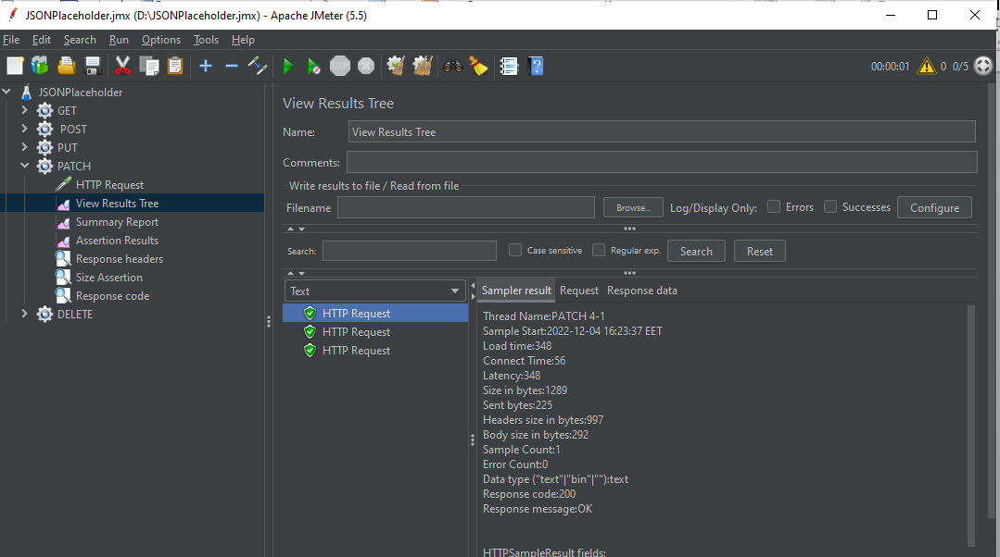 JSONPlaceholder.jmx (D:\JSONPlaceholder.jmx) - Apache JMeter (5.5)
File Edit Search Run Options Tools Help
STOP
00:00:01 0 0/5
JSONPlaceholder
GET
POST
PUT
PATCH
HTTP Request
View Results Tree
Summary Report
Assertion Results
Response headers
Size Assertion
Response code
DELETE
View Results Tree
Name: View Results Tree
Comments:
Write results to file / Read from file
Filename Browse... Log/Display Only: Errors Successes Configure
Search: Case sensitive Regular exp. Search Reset
Text
HTTP Request
HTTP Request
HTTP Request
Sampler result Request Response data
Thread Name:PATCH 4-1
Sample Start:2022-12-04 16:23:37 EET
Load time:348
Connect Time:56
Latency:348
Size in bytes:1289
Sent bytes:225
Headers size in bytes:997
Body size in bytes:292
Sample Count:1
Error Count:0
Data type ("text"|"bin"|""):text
Response code:200
Response message:OK
HTTPSampleResult fields: